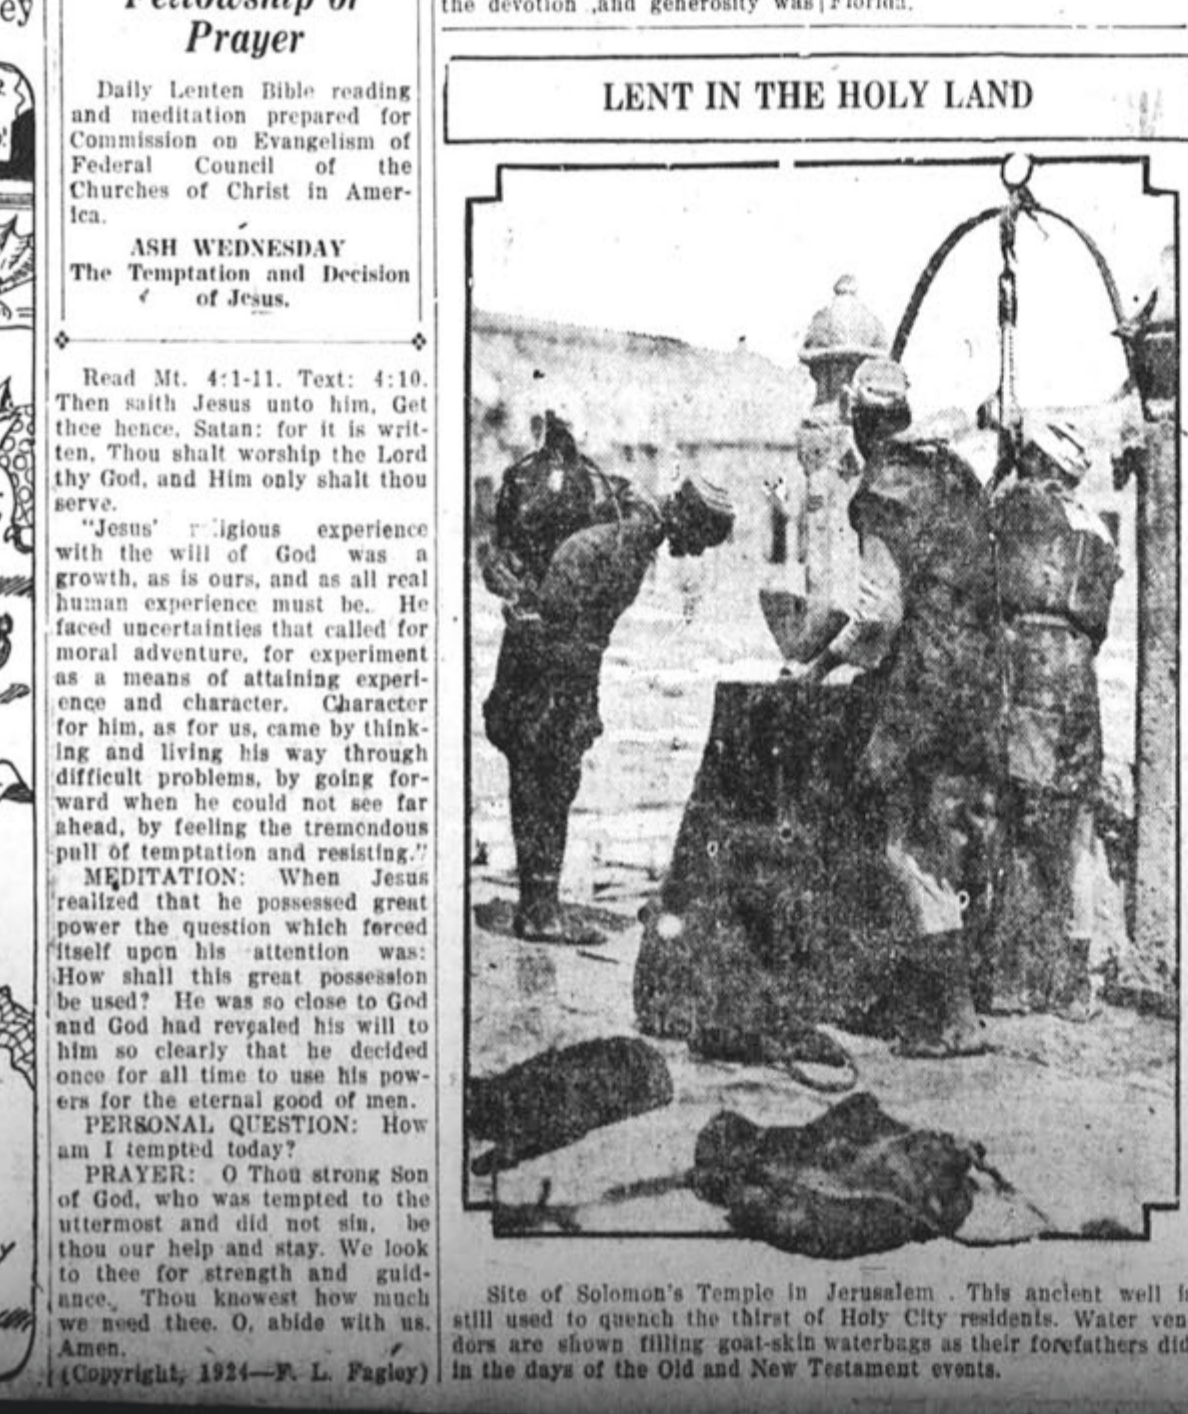 Fellowship of
Prayer
Daily Lenten Bible reading
and meditation prepared for
Commission on Evangelism of
Federal Council of the
Churches of Christ in Amer-
ica.
ASH WEDNESDAY
The Temptation and Decision
of Jesus.
Read Mt. 4:1-11. Text: 4:10.
Then saith Jesus unto him, Get
thee hence, Satan: for it is writ-
ten, Thou shalt worship the Lord
thy God, and Him only shalt thou
serve.
"Jesus' r igious experience
with the will of God was a
growth, as is ours, and as all real
human experience must be. He
faced uncertainties that called for
moral adventure, for experiment
as a means of attaining experi-
ence and character. Character
for him, as for us, came by think-
ing and living his way through
difficult problems, by going for-
ward when he could not see far
ahead, by feeling the tremendous
pull of temptation and resisting."
MEDITATION: When Jesus
realized that he possessed great
power the question which forced
itself upon his attention was:
How shall this great possession
be used? He was so close to God
and God had revealed his will to
him so clearly that he decided
once for all time to use his pow-
ers for the eternal good of men.
PERSONAL QUESTION: How
am I tempted today?
PRAYER: O Thou strong Son
of God, who was tempted to the
uttermost and did not sin, be
thou our help and stay. We look
to thee for strength and guid-
ance. Thou knowest how much
we need thee. O, abide with us.
Amen.
(Copyright, 1924—F. L. Fagley)
the devotion ,and generosity was
Florida.
LENT IN THE HOLY LAND
Site of Solomon's Temple in Jerusalem . This ancient well i
still used to quench the thirst of Holy City residents. Water ven
dors are shown filling goat-skin waterbags as their forefathers did
in the days of the Old and New Testament events.